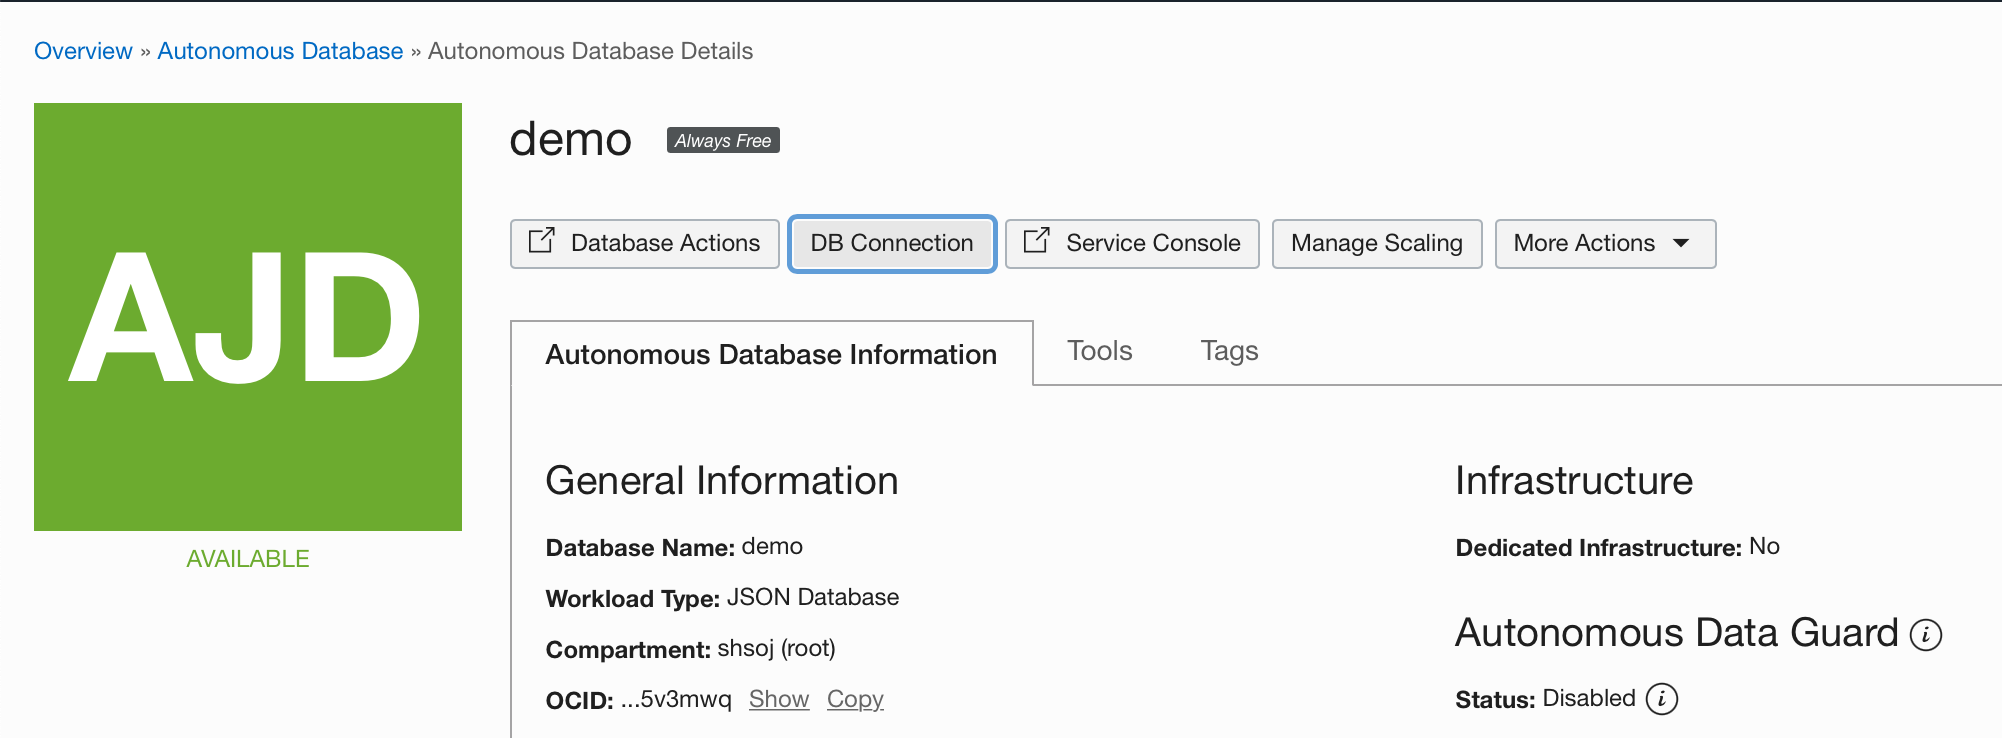 Overview » Autonomous Database » Autonomous Database Details
AJD
AVAILABLE
demo Always Free
Database Actions DB Connection Service Console Manage Scaling More Actions
Autonomous Database Information Tools Tags
General Information
Database Name: demo
Workload Type: JSON Database
Compartment: shsoj (root)
OCID: ...5v3mwq Show Copy
Infrastructure
Dedicated Infrastructure: No
Autonomous Data Guard i
Status: Disabled i